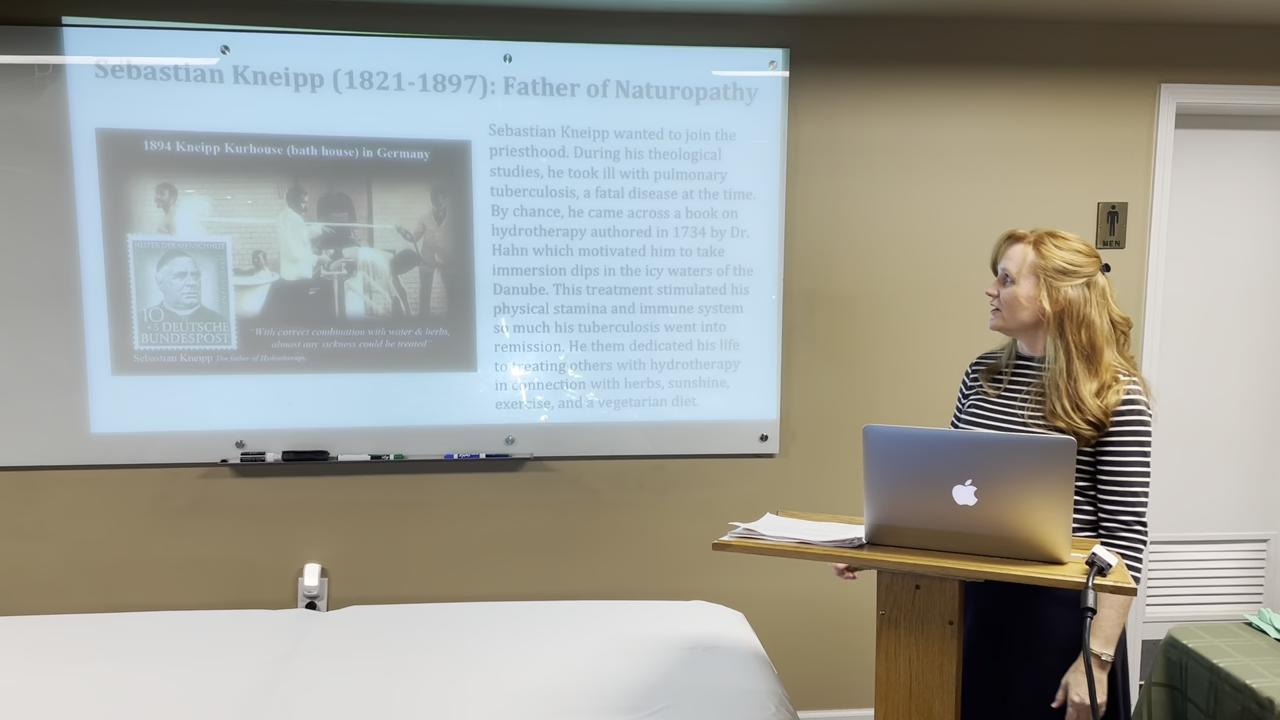 Sebastian Kneipp (1821-1897): Father of Naturopathy
1894 Kneipp Kurhouse (bath house) in Germany
HELFER DER MENSCHHEIT
10
+5 DEUTSCHE
BUNDESPOST
"With correct combination with water & herbs,
almost any sickness could be treated"
Sebastian Kneipp The father of Hydrotherapy.
Sebastian Kneipp wanted to join the
priesthood. During his theological
studies, he took ill with pulmonary
tuberculosis, a fatal disease at the time.
By chance, he came across a book on
hydrotherapy authored in 1734 by Dr.
Hahn which motivated him to take
immersion dips in the icy waters of the
Danube. This treatment stimulated his
physical stamina and immune system
so much his tuberculosis went into
remission. He them dedicated his life
to treating others with hydrotherapy
in connection with herbs, sunshine,
exercise, and a vegetarian diet.
MEN